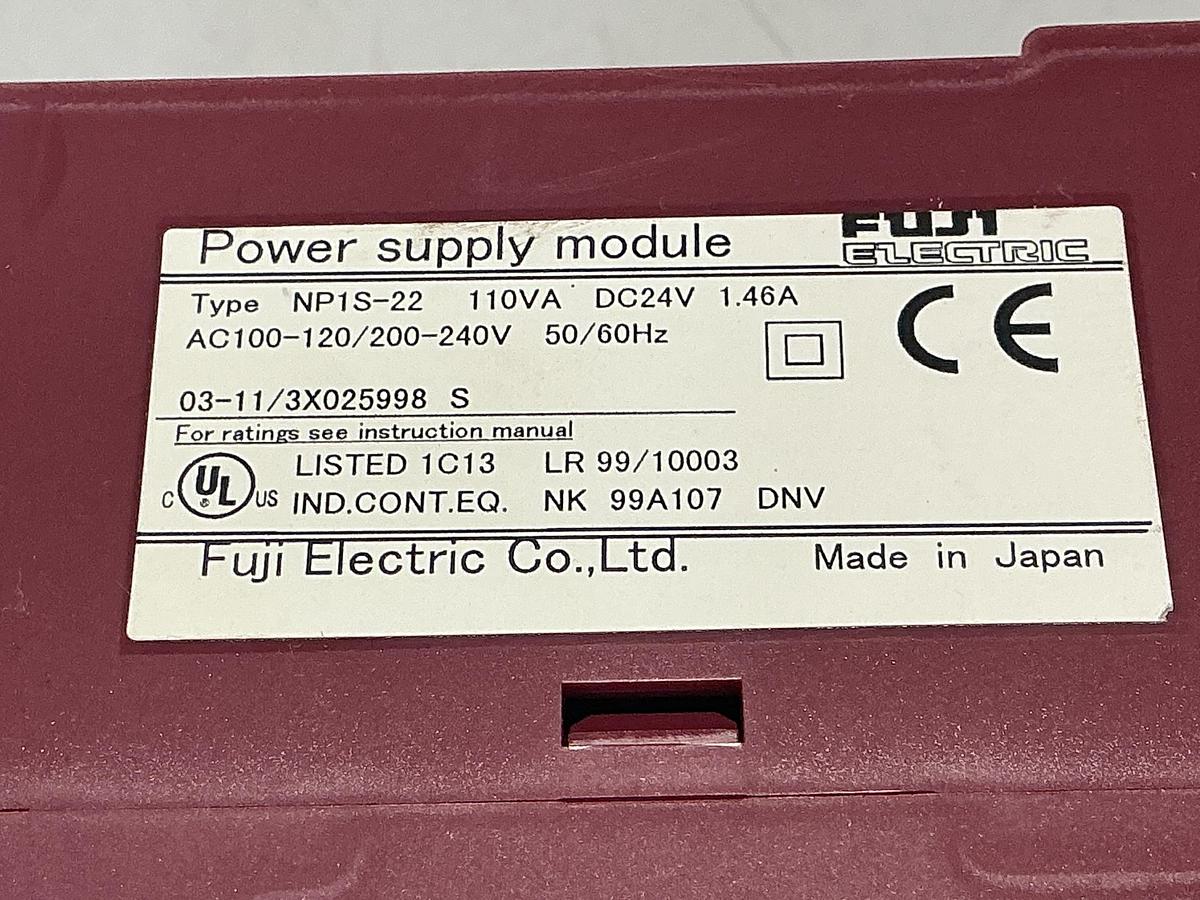 Power supply module FUJI ELECTRIC
Type NP1S-22 110VA DC24V 1.46A
AC100-120/200-240V 50/60Hz
CE
03-11/3X025998 S
For ratings see instruction manual
C UL ® US LISTED 1C13 LR 99/10003
IND.CONT.EQ. NK 99A107 DNV
Fuji Electric Co.,Ltd. Made in Japan